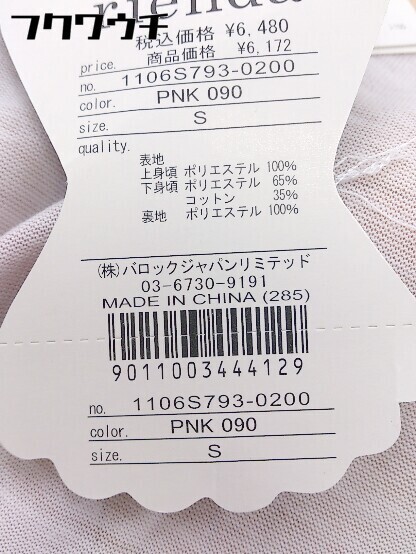 rienda
フクウウチ
税込価格 ¥6,480
商品価格 ¥6,172
price.
no. 1106S793-0200
color. PNK 090
size. S
quality.
表地
上身頃 ポリエステル 100%
下身頃 ポリエステル 65%
コットン 35%
裏地 ポリエステル 100%
(株)バロックジャパンリミテッド
03-6730-9191
MADE IN CHINA (285)
9011003444129
no. 1106S793-0200
color. PNK 090
size. S